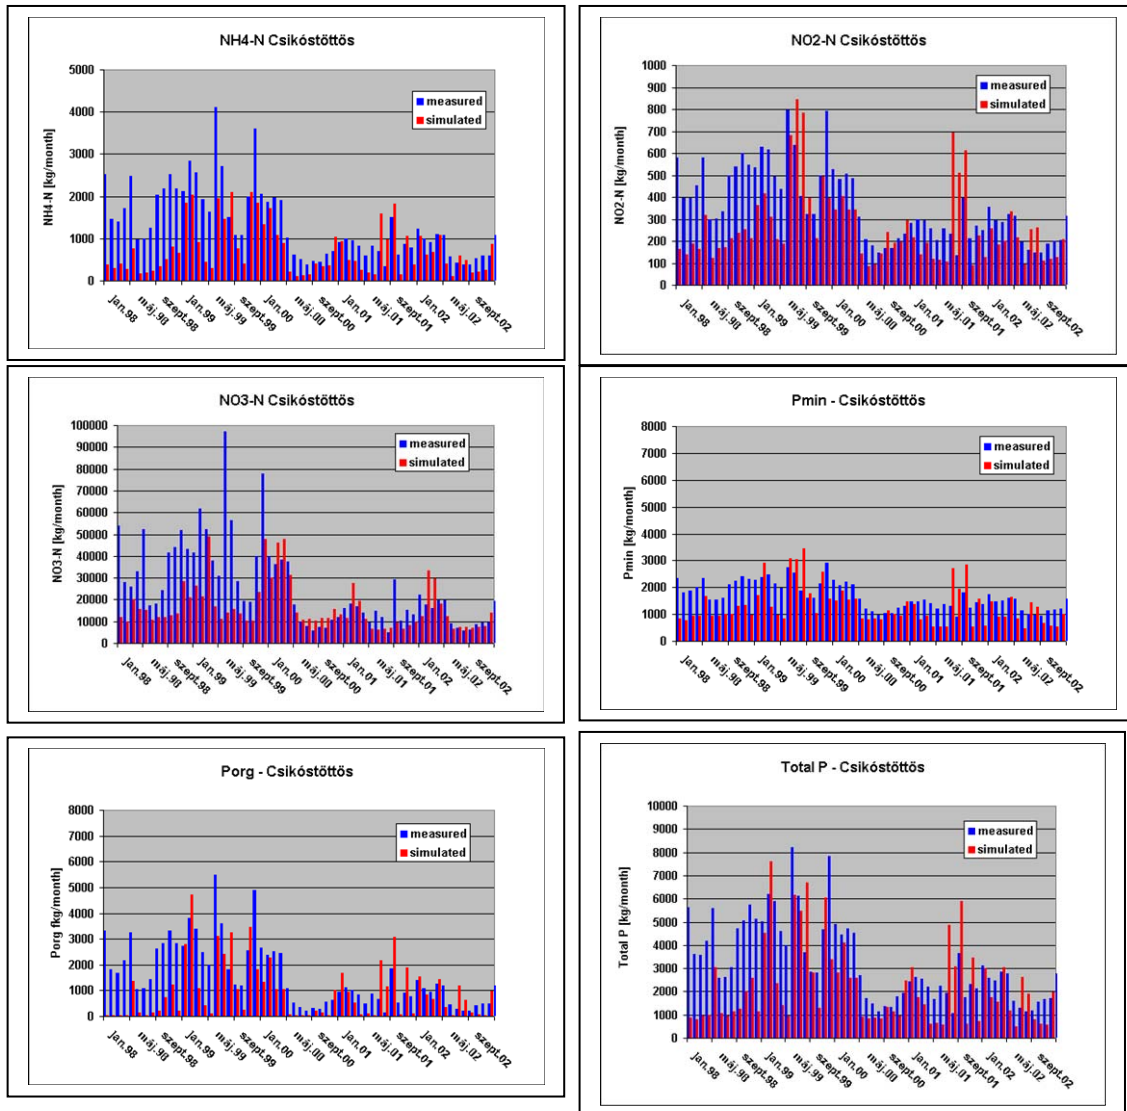 NH4-N Csikóstöttös
5000
4000
3000
2000
1000
0
NH4-N [kg/month]
measured
simulated
jan.98
máj.98
szept.98
jan.99
máj.99
szept.99
jan.00
máj.00
szept.00
jan.01
máj.01
szept.01
jan.02
máj.02
szept.02
NO2-N Csikóstöttös
1000
900
800
700
600
500
400
300
200
100
0
NO2-N [kg/month]
measured
simulated
jan.98
máj.98
szept.98
jan.99
máj.99
szept.99
jan.00
máj.00
szept.00
jan.01
máj.01
szept.01
jan.02
máj.02
szept.02
NO3-N Csikóstöttös
100000
90000
80000
70000
60000
50000
40000
30000
20000
10000
0
NO3-N [kg/month]
measured
simulated
jan.98
máj.98
szept.98
jan.99
máj.99
szept.99
jan.00
máj.00
szept.00
jan.01
máj.01
szept.01
jan.02
máj.02
szept.02
Pmin - Csikóstöttös
8000
7000
6000
5000
4000
3000
2000
1000
0
Pmin [kg/month]
measured
simulated
jan.98
máj.98
szept.98
jan.99
máj.99
szept.99
jan.00
máj.00
szept.00
jan.01
máj.01
szept.01
jan.02
máj.02
szept.02
Porg - Csikóstöttös
8000
7000
6000
5000
4000
3000
2000
1000
0
Porg fkg/month]
measured
simulated
jan.98
máj.98
szept.98
jan.99
máj.99
szept.99
jan.00
máj.00
szept.00
jan.01
máj.01
szept.01
jan.02
máj.02
szept.02
Total P - Csikóstöttös
10000
9000
8000
7000
6000
5000
4000
3000
2000
1000
0
Total P [kg/month]
measured
simulated
jan.98
máj.98
szept.98
jan.99
máj.99
szept.99
jan.00
máj.00
szept.00
jan.01
máj.01
szept.01
jan.02
máj.02
szept.02